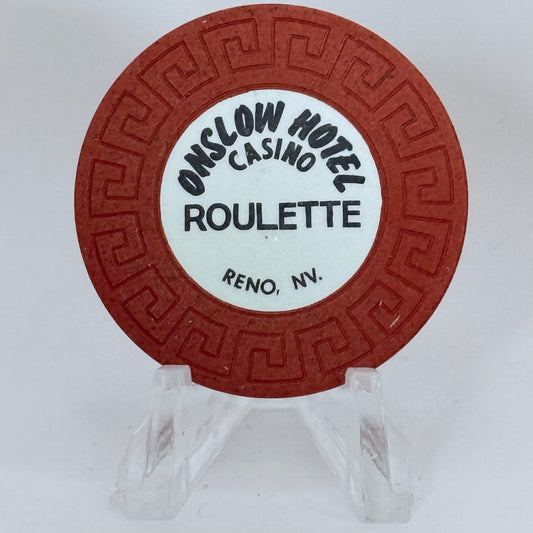 ONSLOW HOTEL
CASINO
ROULETTE
RENO, NV.